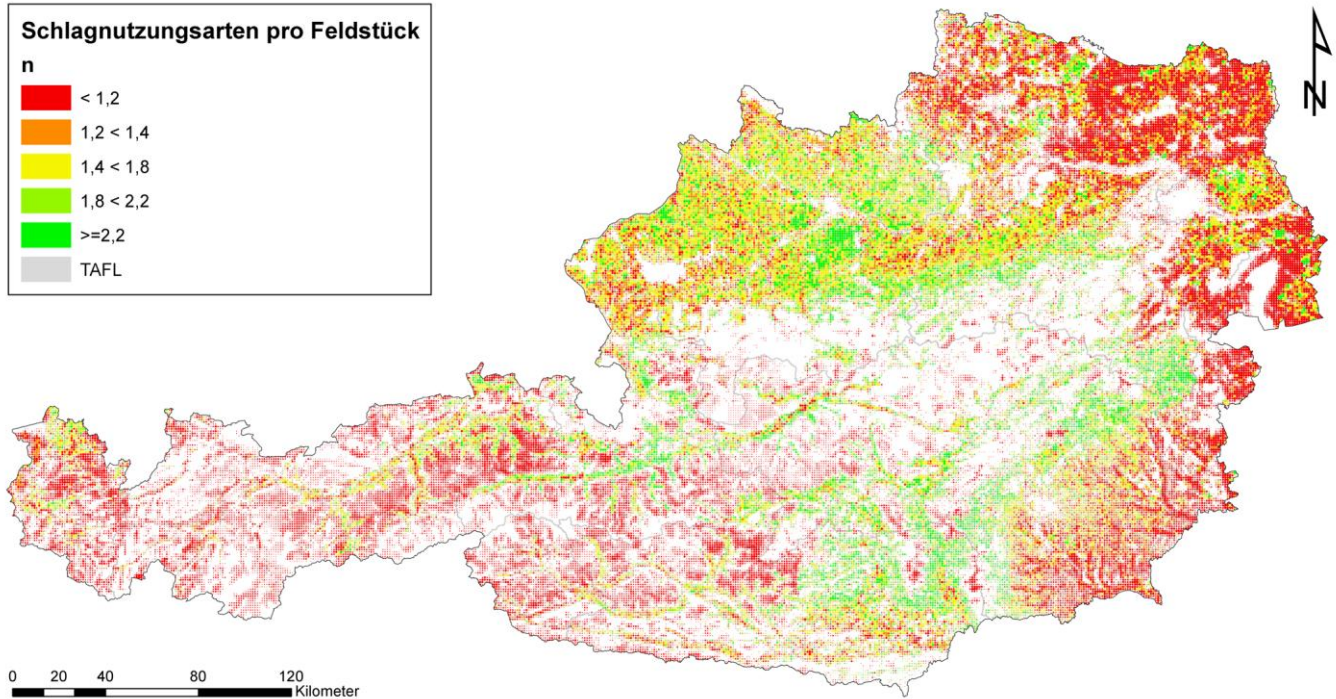 Schlagnutzungsarten pro Feldstück
n
< 1,2
1,2 < 1,4
1,4 < 1,8
1,8 < 2,2
>=2,2
TAFL
N
0 20 40 80 120
Kilometer